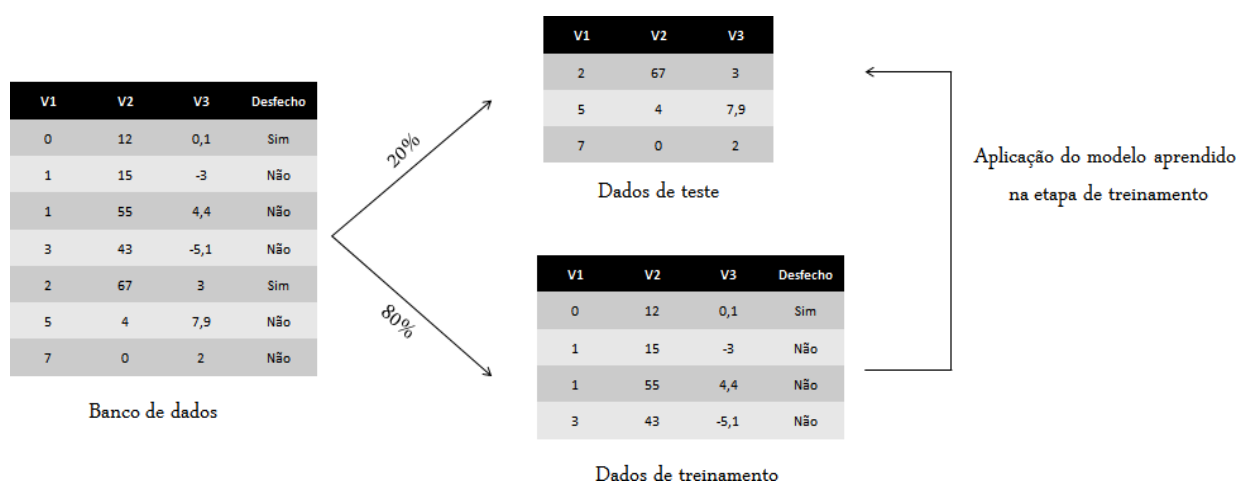 V1 V2 V3 Desfecho
0 12 0,1 Sim
1 15 -3 Não
1 55 4,4 Não
3 43 -5,1 Não
2 67 3 Sim
5 4 7,9 Não
7 0 2 Não
Banco de dados
20%
80%
V1 V2 V3
2 67 3
5 4 7,9
7 0 2
Dados de teste
V1 V2 V3 Desfecho
0 12 0,1 Sim
1 15 -3 Não
1 55 4,4 Não
3 43 -5,1 Não
Dados de treinamento
Aplicação do modelo aprendido
na etapa de treinamento